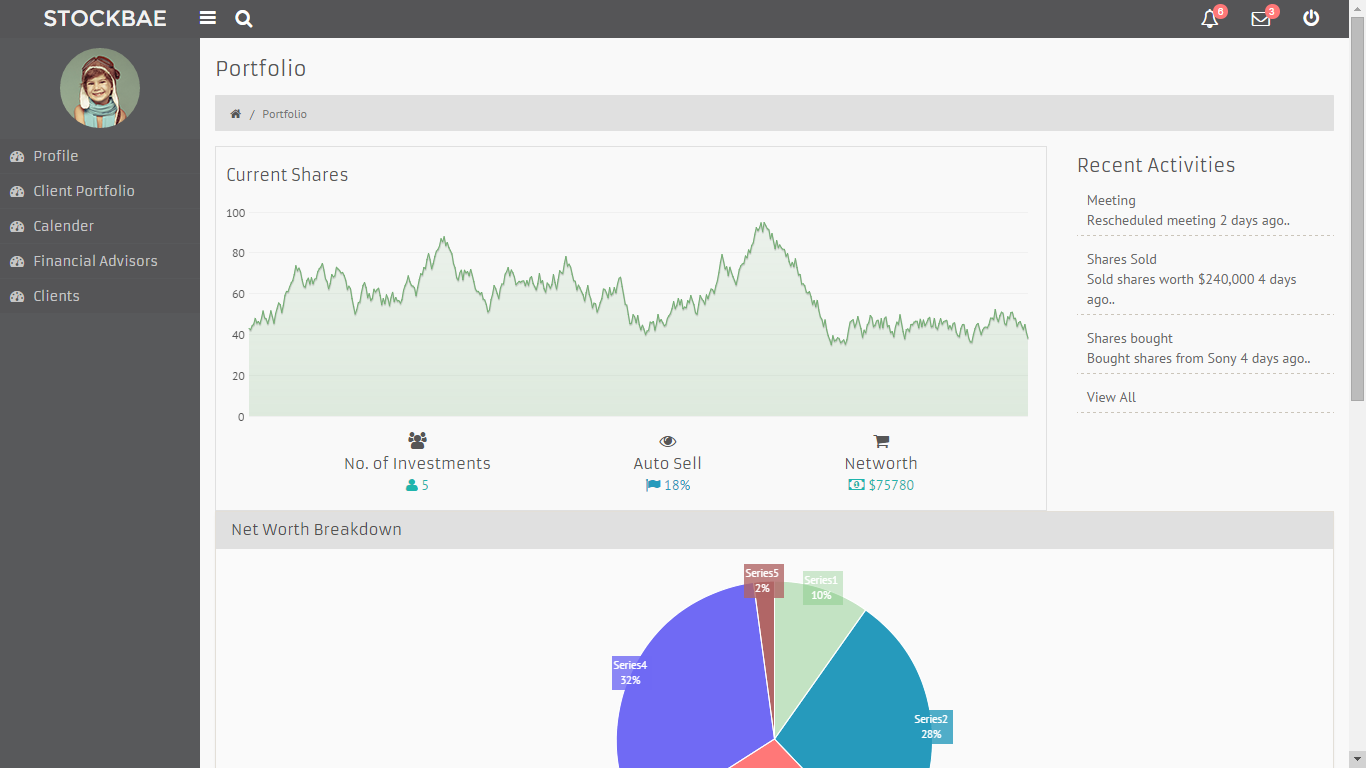 STOCKBAE
6
3
Profile
Client Portfolio
Calender
Financial Advisors
Clients
Portfolio
/ Portfolio
Current Shares
100
80
60
40
20
0
No. of Investments
5
Auto Sell
18%
Networth
$75780
Recent Activities
Meeting
Rescheduled meeting 2 days ago..
Shares Sold
Sold shares worth $240,000 4 days
ago..
Shares bought
Bought shares from Sony 4 days ago..
View All
Net Worth Breakdown
Series5
2%
Series1
10%
Series4
32%
Series2
28%